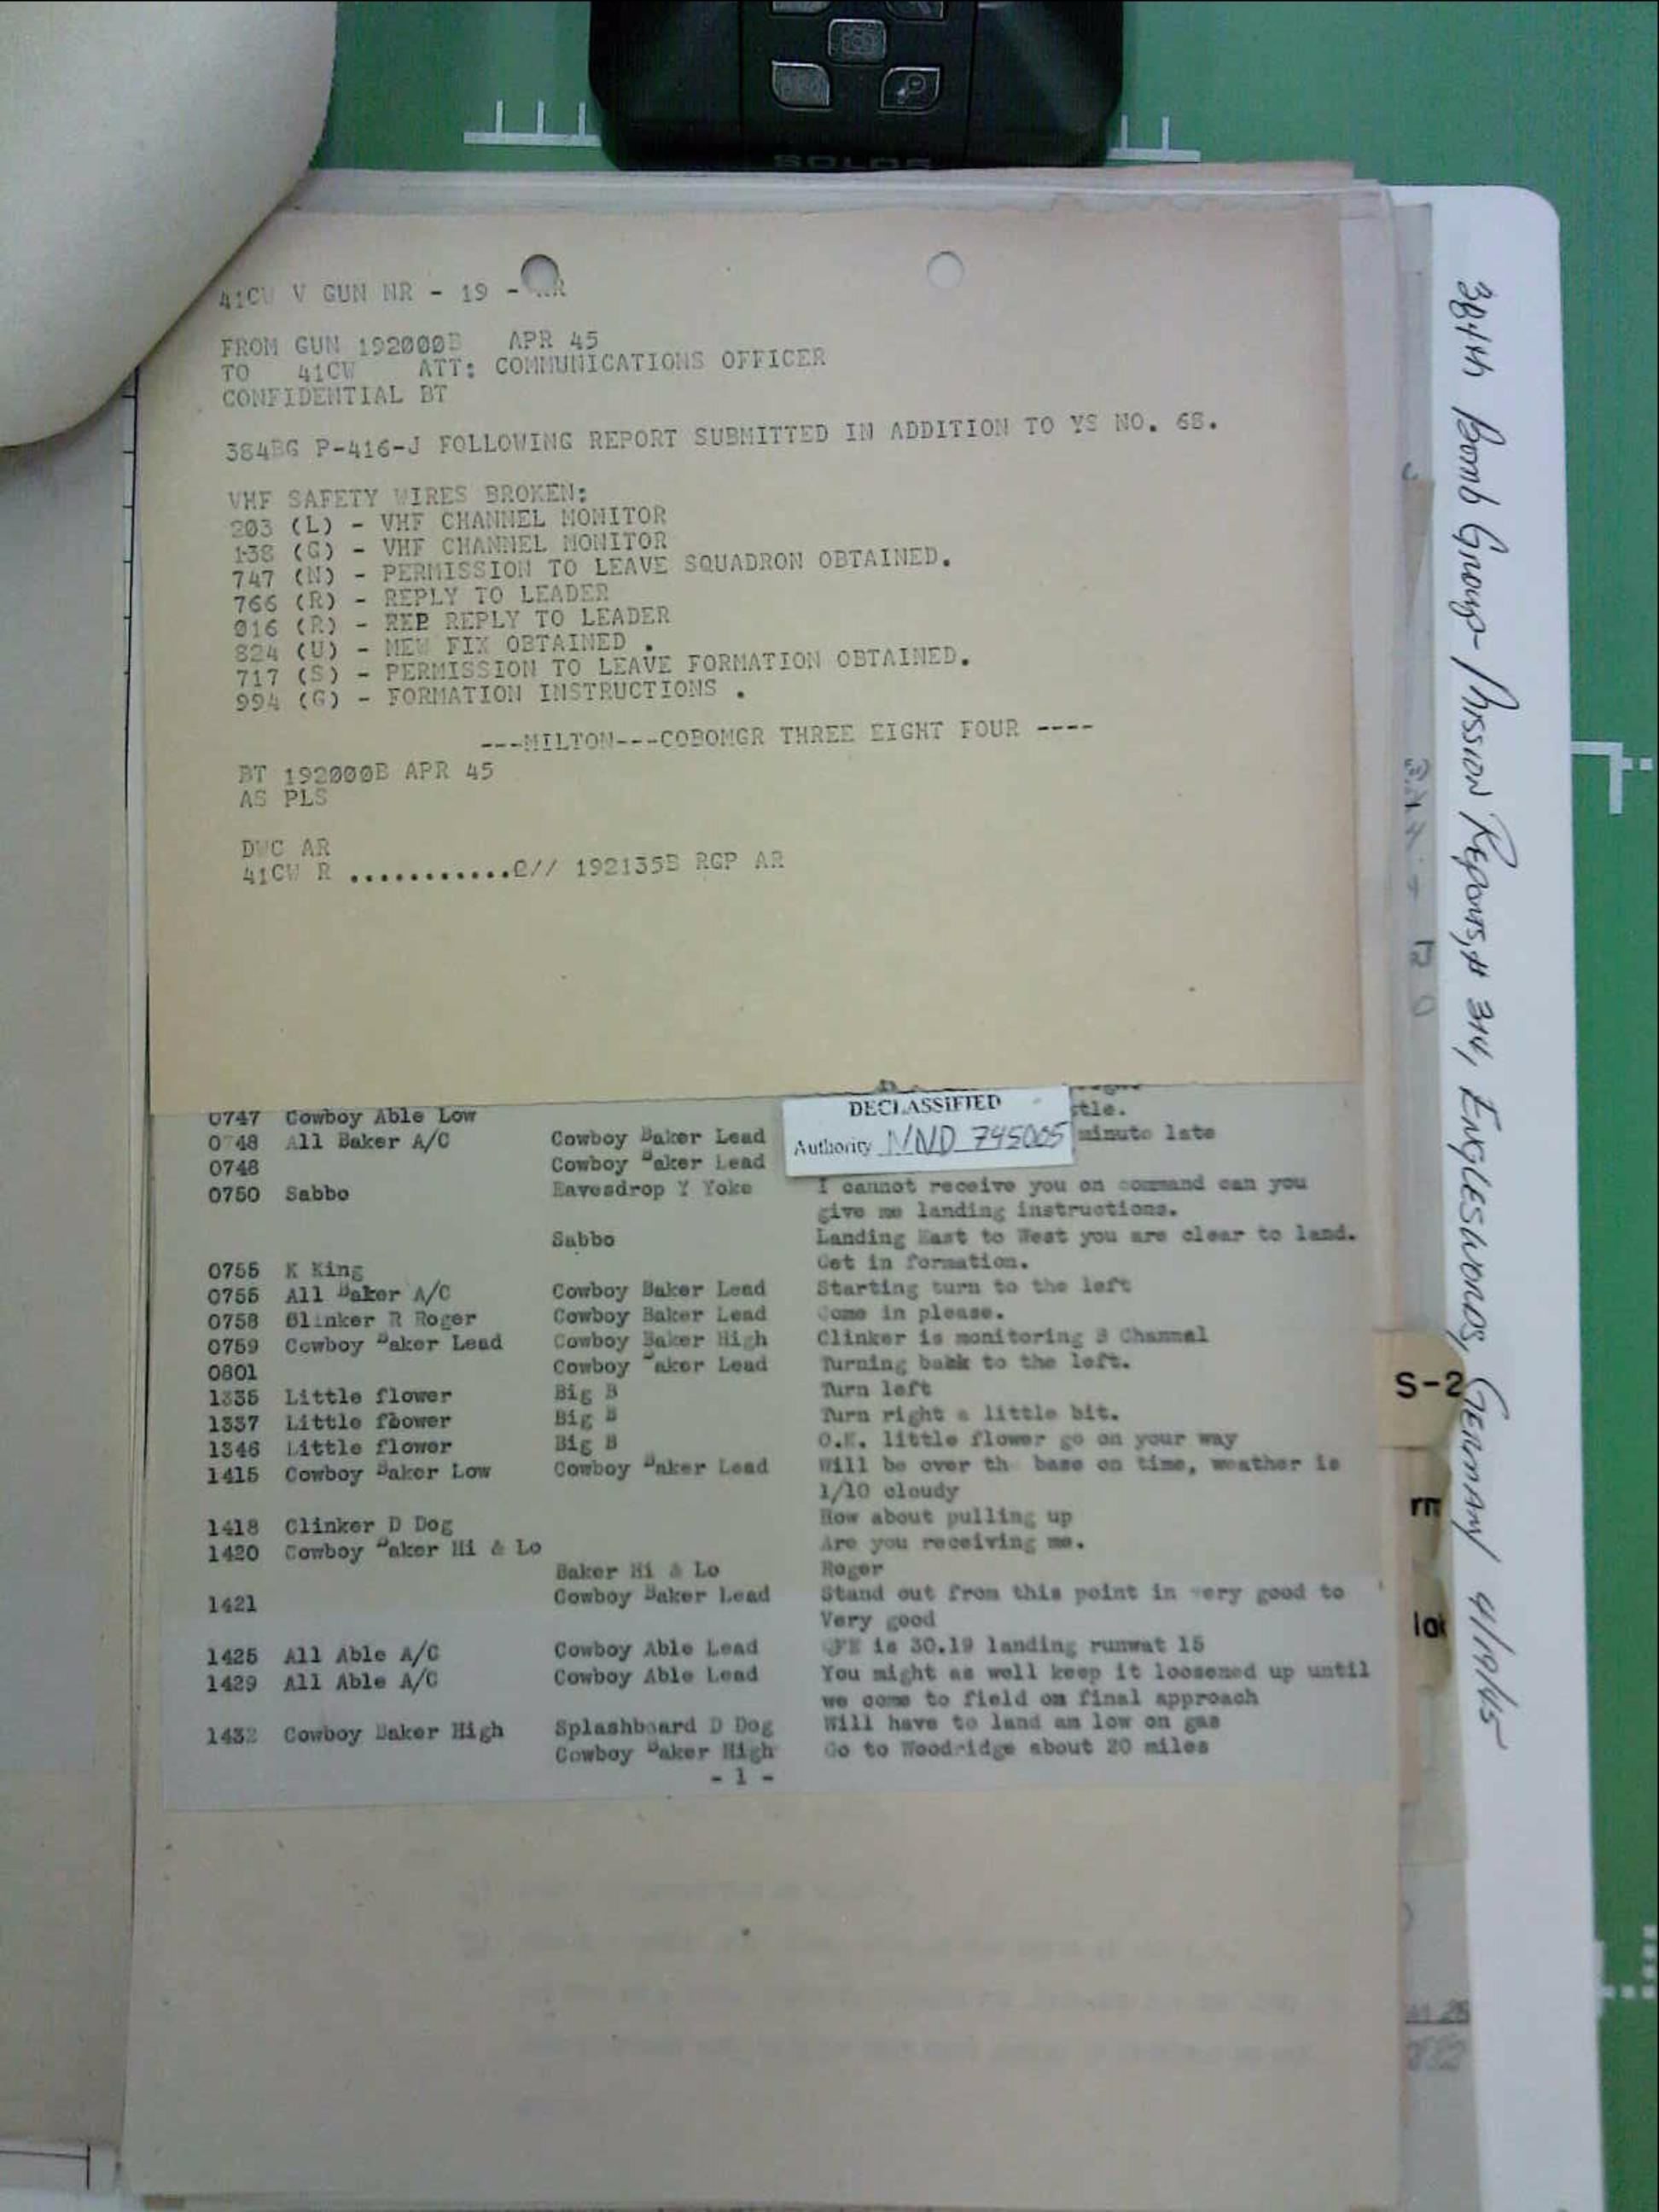 SOLOS
41CW V GUN NR - 19 -
FROM GUN 192000B APR 45
TO 41CW ATT: COMMUNICATIONS OFFICER
CONFIDENTIAL BT
384BG P-416-J FOLLOWING REPORT SUBMITTED IN ADDITION TO YS NO. 68.
VHF SAFETY WIRES BROKEN:
203 (L) - VHF CHANNEL MONITOR
138 (G) - VHF CHANNEL MONITOR
747 (N) - PERMISSION TO LEAVE SQUADRON OBTAINED.
766 (R) - REPLY TO LEADER
016 (R) - REP REPLY TO LEADER
824 (U) - MEW FIX OBTAINED .
717 (S) - PERMISSION TO LEAVE FORMATION OBTAINED.
994 (G) - FORMATION INSTRUCTIONS .
---MILTON---COBOMGR THREE EIGHT FOUR ----
BT 192000B APR 45
AS PLS
DWC AR
41CW R ............@// 192135B RGP AR
0747 Cowboy Able Low
DECLASSIFIED
Authority NND 745005
0748 All Baker A/C Cowboy Baker Lead minute late
0748 Cowboy Baker Lead
0750 Sabbo Eavesdrop Y Yoke I cannot receive you on command can you
give me landing instructions.
Sabbo Landing East to West you are clear to land.
0755 K King Get in formation.
0755 All Baker A/C Cowboy Baker Lead Starting turn to the left
0758 Blinker R Roger Cowboy Baker Lead Come in please.
0759 Cowboy Baker Lead Cowboy Baker High Clinker is monitoring B Channal
0801 Cowboy Baker Lead Turning babk to the left.
1335 Little flower Big B Turn left
1337 Little fbower Big B Turn right a little bit.
1346 Little flower Big B O.K. little flower go on your way
1415 Cowboy Baker Low Cowboy Baker Lead Will be over th base on time, weather is
1/10 cloudy
1418 Clinker D Dog How about pulling up
1420 Cowboy Baker Hi & Lo Are you receiving me.
Baker Hi & Lo Roger
1421 Cowboy Baker Lead Stand out from this point in very good to
Very good
1425 All Able A/C Cowboy Able Lead QFE is 30.19 landing runwat 15
1429 All Able A/C Cowboy Able Lead You might as well keep it loosened up until
we come to field on final approach
1432 Cowboy Baker High Splashboard D Dog Will have to land am low on gas
Cowboy Baker High Go to Woodridge about 20 miles
- 1 -
384th Bomb Group - Mission Reports, # 314, ENGLESWORDS, GERMANY 4/19/45
S-2